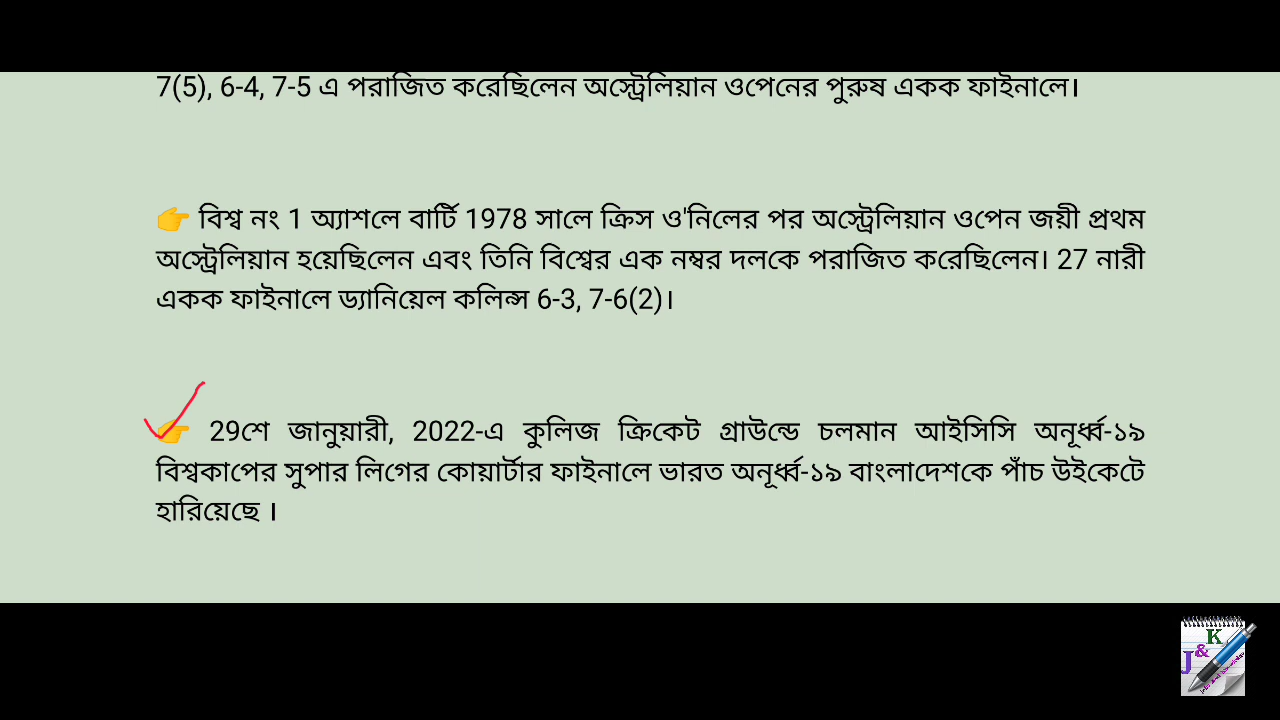 7(5), 6-4, 7-5 এ পরাজিত করেছিলেন অস্ট্রেলিয়ান ওপেনের পুরুষ একক ফাইনালে।
👉 বিশ্ব নং 1 অ্যাশলে বার্টি 1978 সালে ক্রিস ও'নিলের পর অস্ট্রেলিয়ান ওপেন জয়ী প্রথম
অস্ট্রেলিয়ান হয়েছিলেন এবং তিনি বিশ্বের এক নম্বর দলকে পরাজিত করেছিলেন। 27 নারী
একক ফাইনালে ড্যানিয়েল কলিন্স 6-3, 7-6(2)।
👉 29শে জানুয়ারী, 2022-এ কুলিজ ক্রিকেট গ্রাউন্ডে চলমান আইসিসি অনূর্ধ্ব-১৯
বিশ্বকাপের সুপার লিগের কোয়ার্টার ফাইনালে ভারত অনূর্ধ্ব-১৯ বাংলাদেশকে পাঁচ উইকেটে
হারিয়েছে ।
J & K